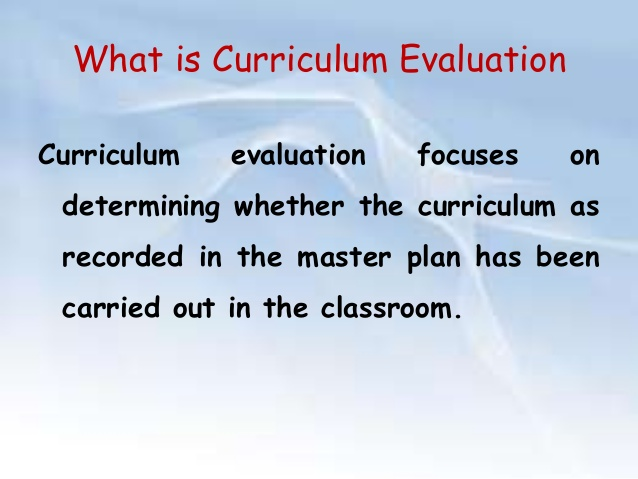 What is Curriculum Evaluation
Curriculum evaluation focuses on
determining whether the curriculum as
recorded in the master plan has been
carried out in the classroom.